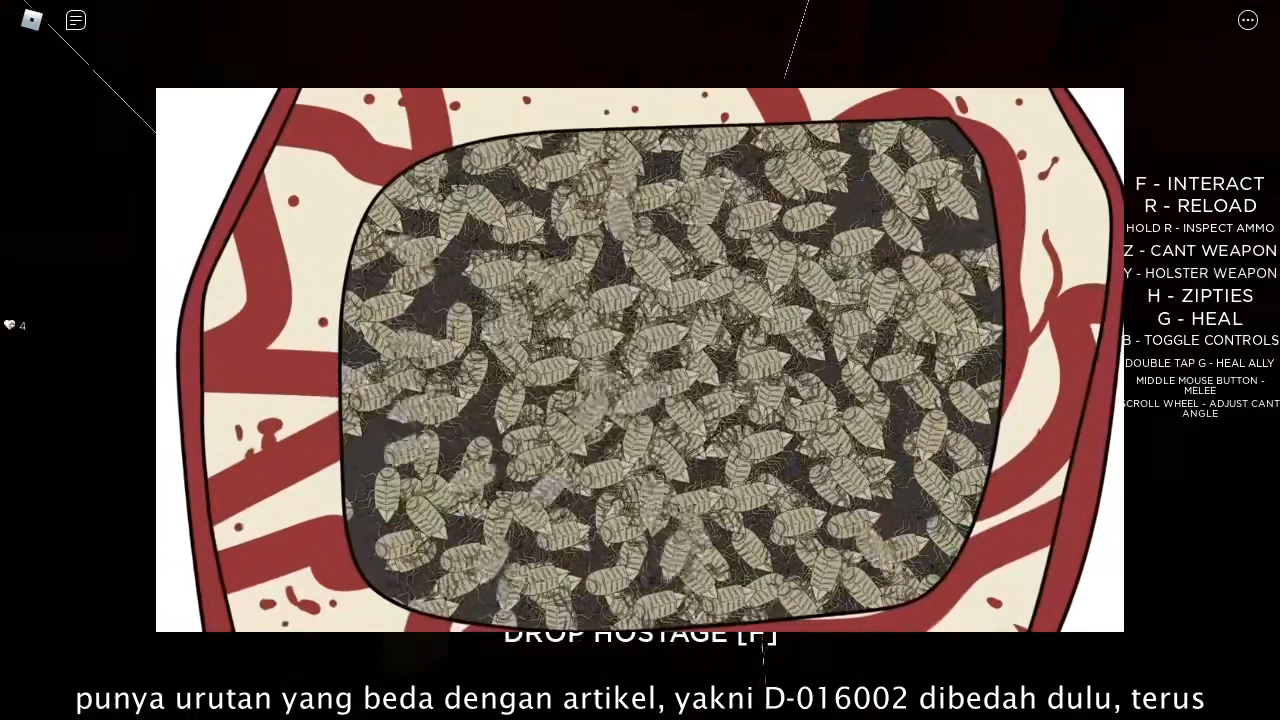 F - INTERACT
R - RELOAD
HOLD R - INSPECT AMMO
Z - CANT WEAPON
Y - HOLSTER WEAPON
H - ZIPTIES
G - HEAL
B - TOGGLE CONTROLS
DOUBLE TAP G - HEAL ALLY
MIDDLE MOUSE BUTTON -
MELEE
SCROLL WHEEL - ADJUST CANT
ANGLE
4
DROP HOSTAGE [F]
punya urutan yang beda dengan artikel, yakni D-016002 dibedah dulu, terus